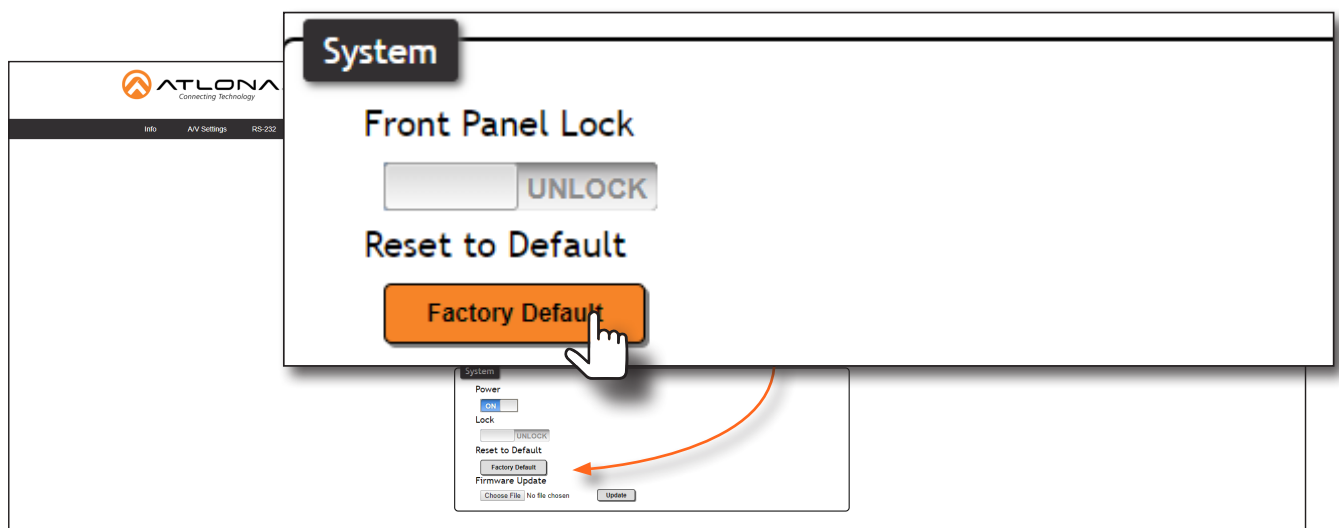 System
Front Panel Lock
UNLOCK
Reset to Default
Factory Default
ATLONA
Connecting Technology
Info A/V Settings RS-232
System
Power
ON
Lock
UNLOCK
Reset to Default
Factory Default
Firmware Update
Choose File No file chosen Update